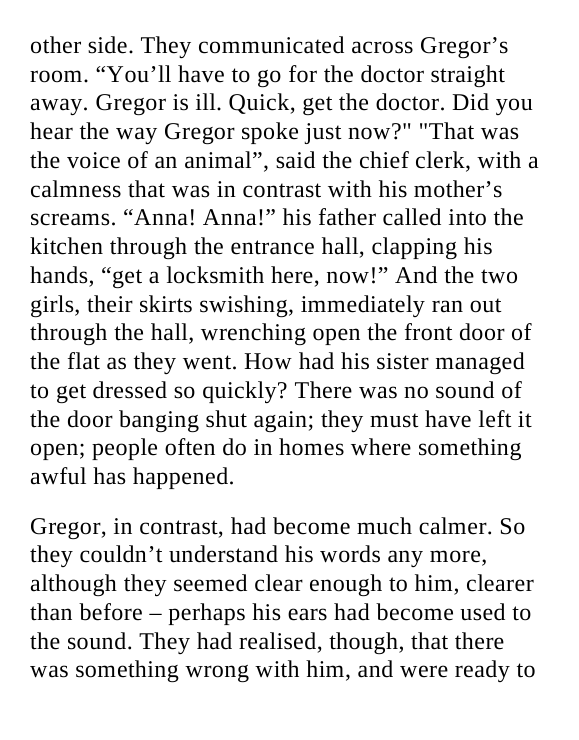 other side. They communicated across Gregor’s
room. “You’ll have to go for the doctor straight
away. Gregor is ill. Quick, get the doctor. Did you
hear the way Gregor spoke just now?" "That was
the voice of an animal”, said the chief clerk, with a
calmness that was in contrast with his mother’s
screams. “Anna! Anna!” his father called into the
kitchen through the entrance hall, clapping his
hands, “get a locksmith here, now!” And the two
girls, their skirts swishing, immediately ran out
through the hall, wrenching open the front door of
the flat as they went. How had his sister managed
to get dressed so quickly? There was no sound of
the door banging shut again; they must have left it
open; people often do in homes where something
awful has happened.
Gregor, in contrast, had become much calmer. So
they couldn’t understand his words any more,
although they seemed clear enough to him, clearer
than before – perhaps his ears had become used to
the sound. They had realised, though, that there
was something wrong with him, and were ready to